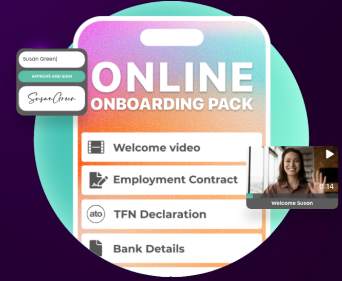 Susan Green
APPROVE AND SIGN
Susan Green
ONLINE
ONBOARDING PACK
Welcome video
Employment Contract
ato
TFN Declaration
Bank Details
0:14
Welcome Susan